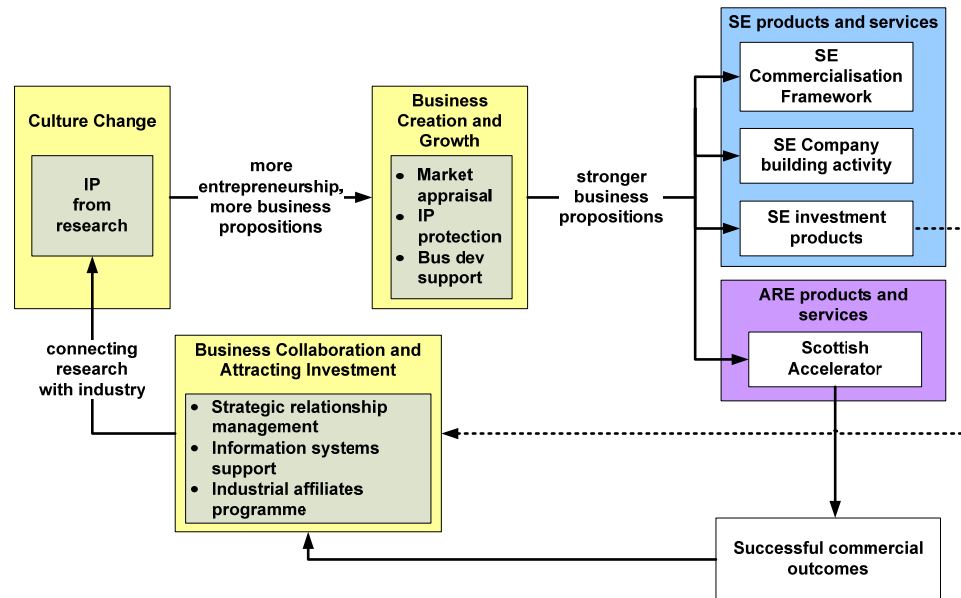 Culture Change
IP
from
research
more
entrepreneurship,
more business
propositions
Business
Creation and
Growth
• Market
appraisal
• IP
protection
• Bus dev
support
stronger
business
propositions
SE products and services
SE
Commercialisation
Framework
SE Company
building activity
SE investment
products
ARE products and
services
Scottish
Accelerator
connecting
research
with industry
Business Collaboration and
Attracting Investment
• Strategic relationship
management
• Information systems
support
• Industrial affiliates
programme
Successful commercial
outcomes